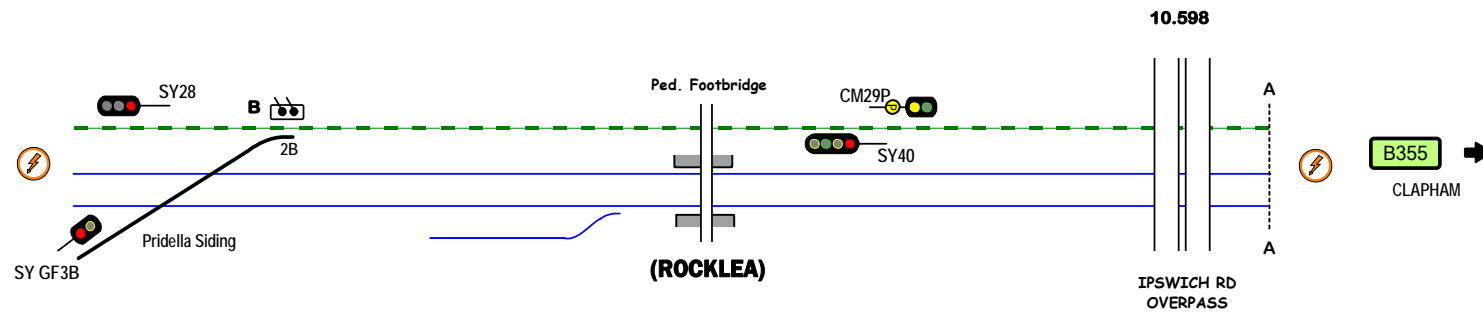 10.598
Ped. Footbridge
SY28
B
CM29P
P
A
2B
SY40
B355
CLAPHAM
Pridella Siding
SY GF3B
(ROCKLEA)
A
IPSWICH RD
OVERPASS